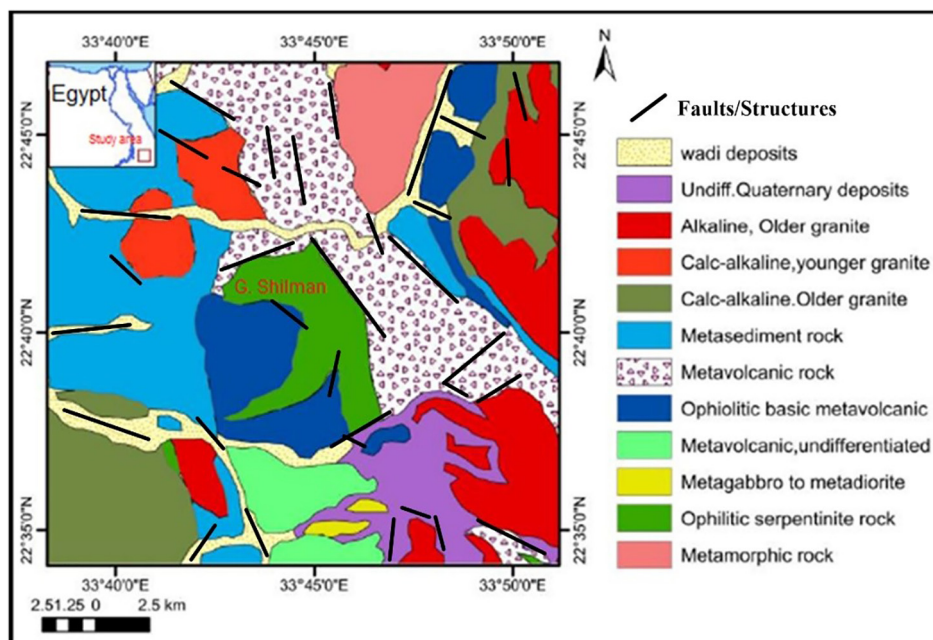 33°40'0"E 33°45'0"E 33°50'0"E
N
Egypt
Study area
Faults/Structures
22°45'0"N
22°45'0"N
wadi deposits
Undiff.Quaternary deposits
Alkaline, Older granite
Calc-alkaline,younger granite
G. Shilman
Calc-alkaline.Older granite
22°40'0"N
22°40'0"N
Metasediment rock
Metavolcanic rock
Ophiolitic basic metavolcanic
Metavolcanic,undifferentiated
Metagabbro to metadiorite
22°35'0"N
22°35'0"N
Ophilitic serpentinite rock
Metamorphic rock
33°40'0"E 33°45'0"E 33°50'0"E
2.51.25 0 2.5 km